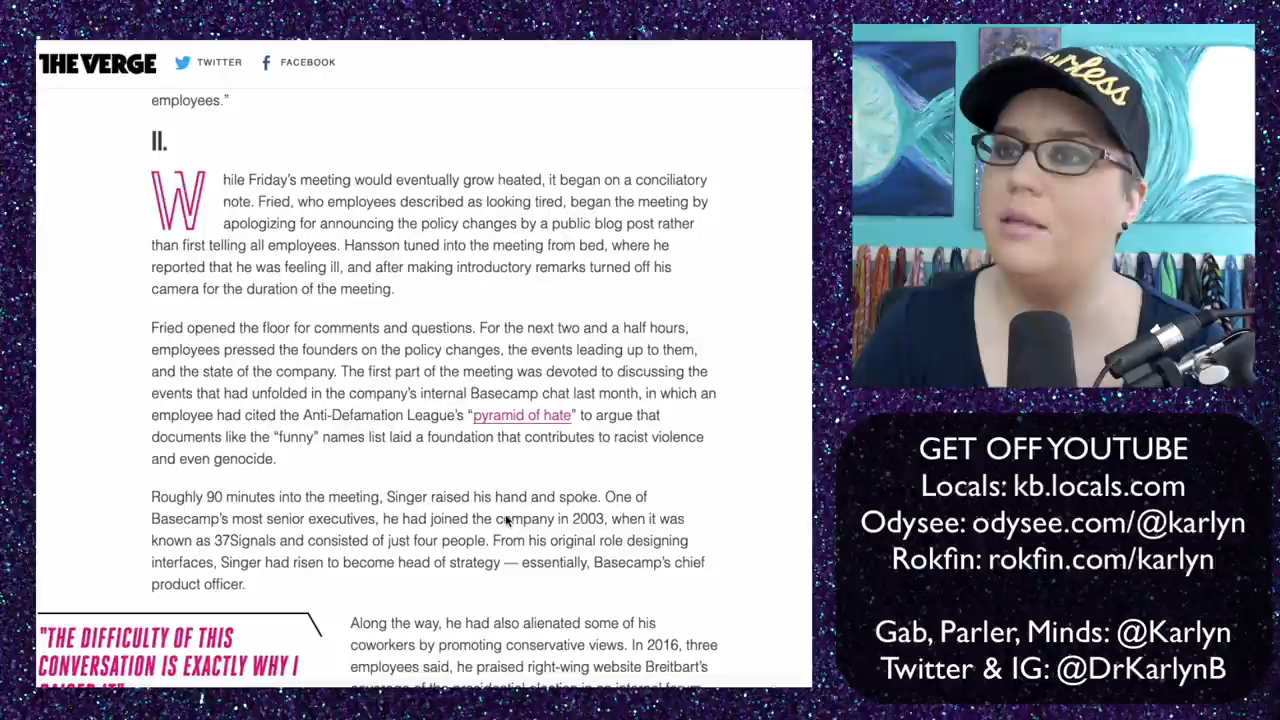 THE VERGE
TWITTER
FACEBOOK
employees.”
II.
While Friday’s meeting would eventually grow heated, it began on a conciliatory
note. Fried, who employees described as looking tired, began the meeting by
apologizing for announcing the policy changes by a public blog post rather
than first telling all employees. Hansson tuned into the meeting from bed, where he
reported that he was feeling ill, and after making introductory remarks turned off his
camera for the duration of the meeting.
Fried opened the floor for comments and questions. For the next two and a half hours,
employees pressed the founders on the policy changes, the events leading up to them,
and the state of the company. The first part of the meeting was devoted to discussing the
events that had unfolded in the company’s internal Basecamp chat last month, in which an
employee had cited the Anti-Defamation League’s “pyramid of hate” to argue that
documents like the “funny” names list laid a foundation that contributes to racist violence
and even genocide.
Roughly 90 minutes into the meeting, Singer raised his hand and spoke. One of
Basecamp’s most senior executives, he had joined the company in 2003, when it was
known as 37Signals and consisted of just four people. From his original role designing
interfaces, Singer had risen to become head of strategy — essentially, Basecamp’s chief
product officer.
"THE DIFFICULTY OF THIS
CONVERSATION IS EXACTLY WHY I
RAISED IT"
Along the way, he had also alienated some of his
coworkers by promoting conservative views. In 2016, three
employees said, he praised right-wing website Breitbart’s
coverage of the presidential election in an internal forum
GET OFF YOUTUBE
Locals: kb.locals.com
Odysee: odysee.com/@karlyn
Rokfin: rokfin.com/karlyn
Gab, Parler, Minds: @Karlyn
Twitter & IG: @DrKarlynB